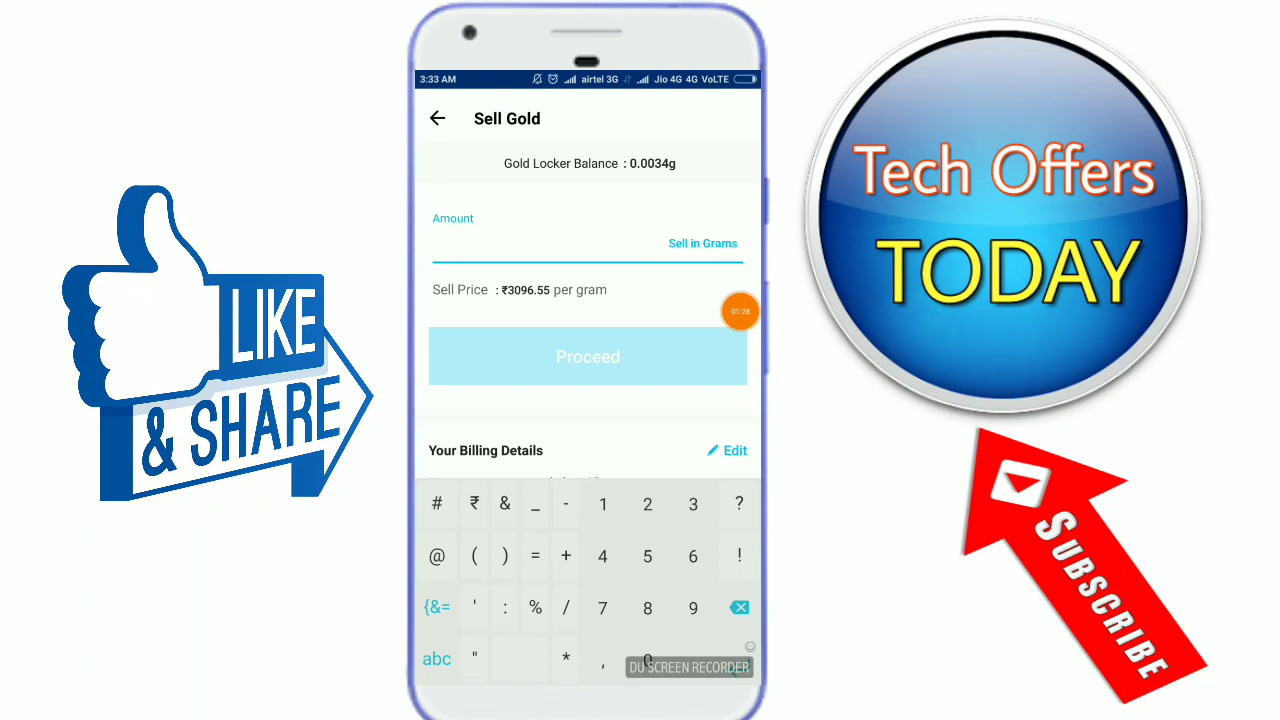 LIKE
& SHARE
3:33 AM airtel 3G Jio 4G 4G VoLTE
Sell Gold
Gold Locker Balance : 0.0034g
Amount
Sell in Grams
Sell Price : ₹3096.55 per gram
01:28
Proceed
Your Billing Details Edit
# ₹ & _ - 1 2 3 ?
@ ( ) = + 4 5 6 !
{&= ' : % / 7 8 9
abc " * , 0
DU SCREEN RECORDER
Tech Offers
TODAY
SUBSCRIBE